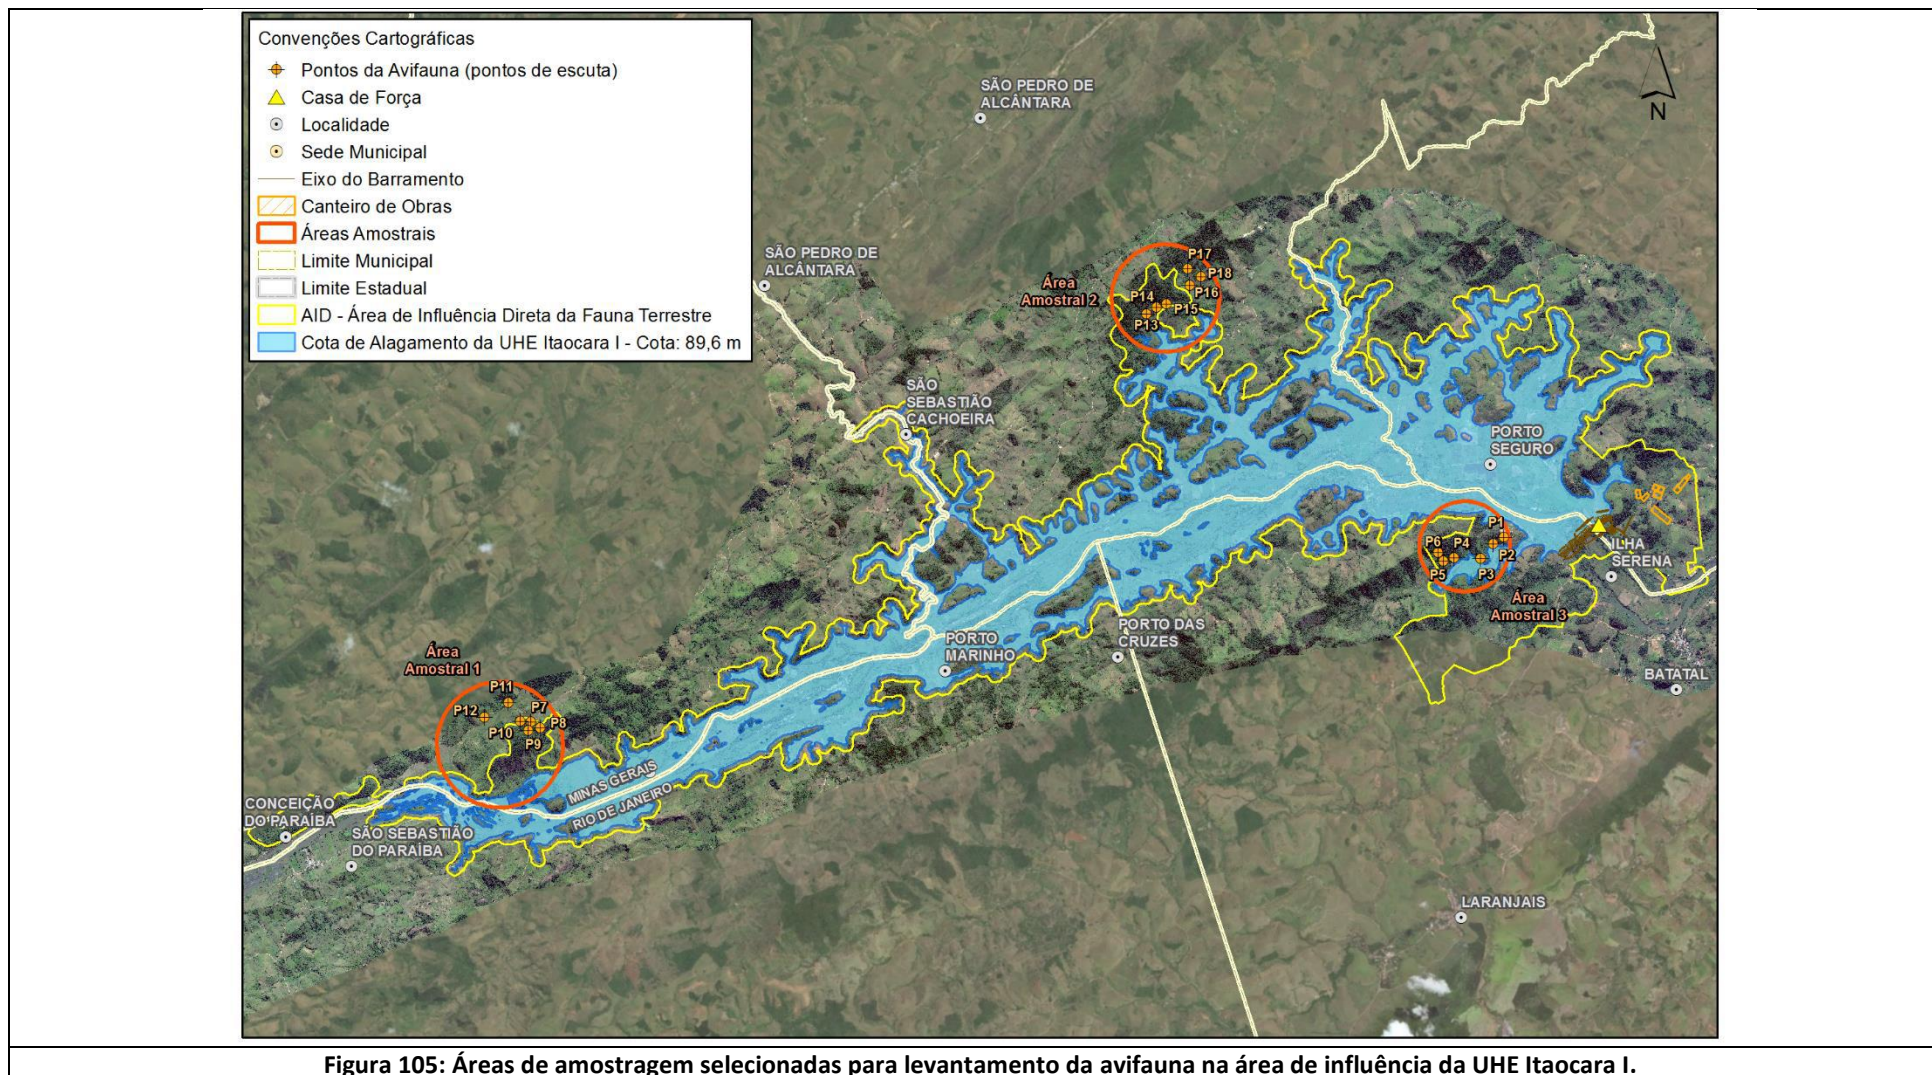 Convenções Cartográficas
Pontos da Avifauna (pontos de escuta)
Casa de Força
Localidade
Sede Municipal
Eixo do Barramento
Canteiro de Obras
Áreas Amostrais
Limite Municipal
Limite Estadual
AID - Área de Influência Direta da Fauna Terrestre
Cota de Alagamento da UHE Itaocara I - Cota: 89,6 m
N
SÃO PEDRO DE
ALCÂNTARA
SÃO PEDRO DE
ALCÂNTARA
Área
Amostral 2
P17
P18
P16
P14
P15
P13
SÃO
SEBASTIÃO
CACHOEIRA
PORTO
SEGURO
P1
P2
P6
P4
P5
P3
ILHA
SERENA
Área
Amostral 3
PORTO DAS
CRUZES
PORTO
MARINHO
BATATAL
Área
Amostral 1
P11
P12
P7
P8
P10
P9
MINAS GERAIS
RIO DE JANEIRO
CONCEIÇÃO
DO PARAÍBA
SÃO SEBASTIÃO
DO PARAÍBA
LARANJAIS
Figura 105: Áreas de amostragem selecionadas para levantamento da avifauna na área de influência da UHE Itaocara I.